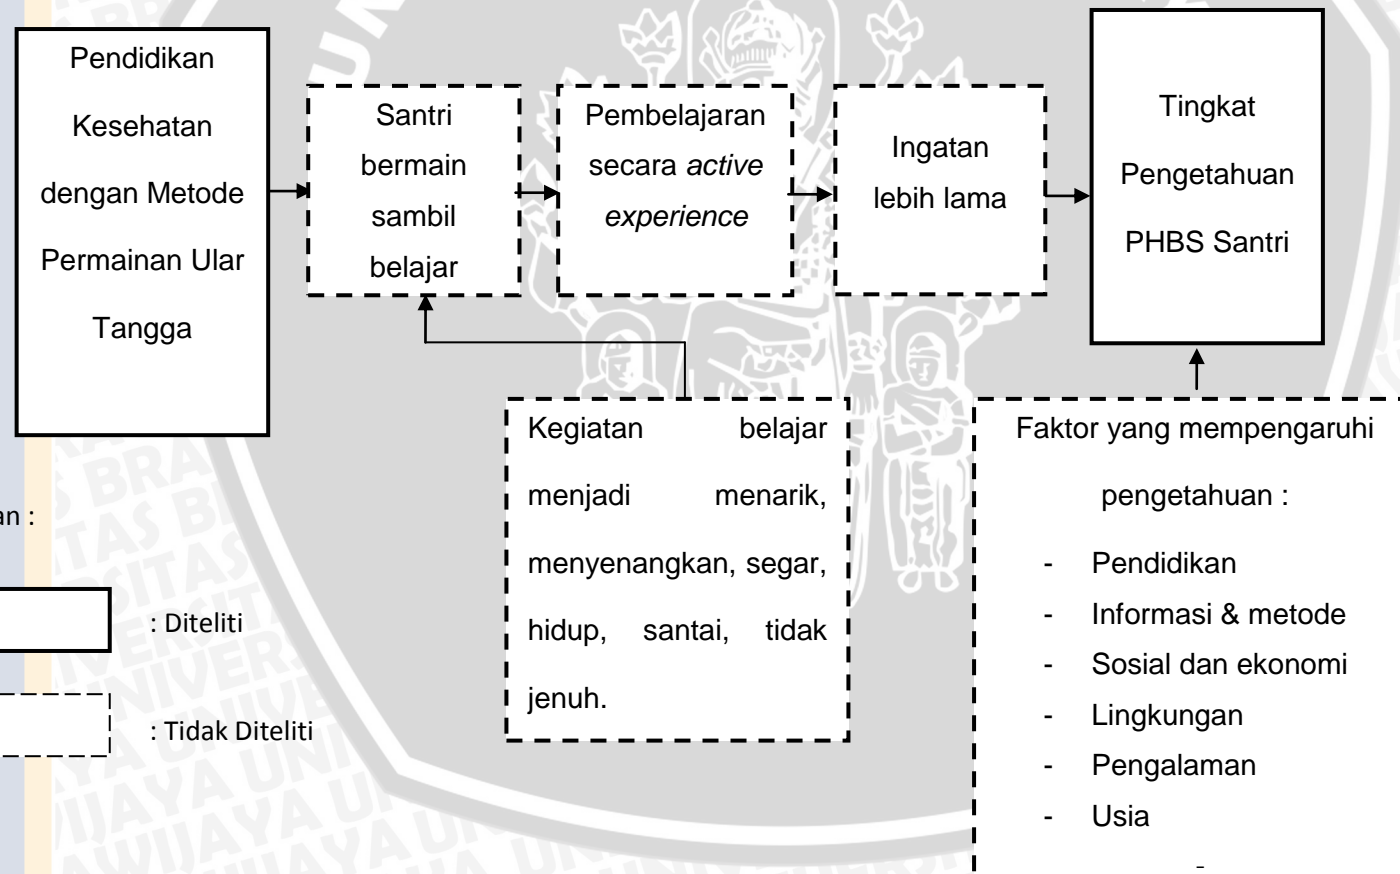 Pendidikan
Kesehatan
dengan Metode
Permainan Ular
Tangga
Santri
bermain
sambil
belajar
Pembelajaran
secara active
experience
Ingatan
lebih lama
Tingkat
Pengetahuan
PHBS Santri
Kegiatan belajar
menjadi menarik,
menyenangkan, segar,
hidup, santai, tidak
jenuh.
Faktor yang mempengaruhi
pengetahuan :
- Pendidikan
- Informasi & metode
- Sosial dan ekonomi
- Lingkungan
- Pengalaman
- Usia
-
an :
: Diteliti
: Tidak Diteliti